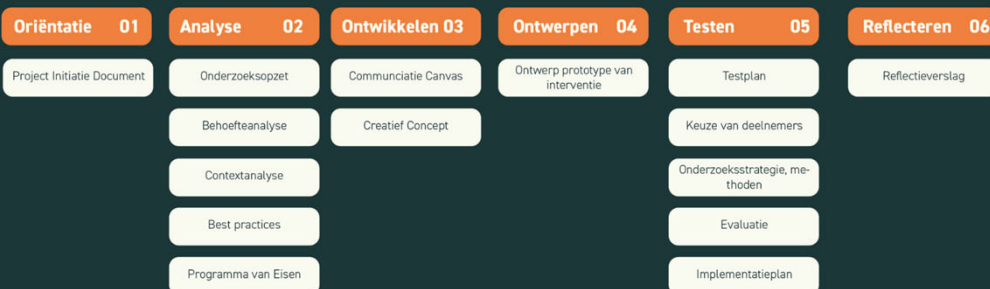 Oriëntatie 01
Project Initiatie Document
Analyse 02
Onderzoeksopzet
Behoefteanalyse
Contextanalyse
Best practices
Programma van Eisen
Ontwikkelen 03
Communciatie Canvas
Creatief Concept
Ontwerpen 04
Ontwerp prototype van
interventie
Testen 05
Testplan
Keuze van deelnemers
Onderzoeksstrategie, me-
thoden
Evaluatie
Implementatieplan
Reflecteren 06
Reflectieverslag